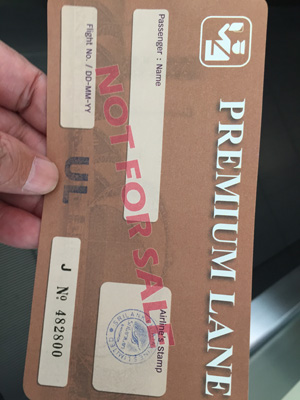 PREMIUM LANE
Passenger : Name
Airline's Stamp
Flight No. / DD-MM-YY
NOT FOR SALE
UL
J № 482800